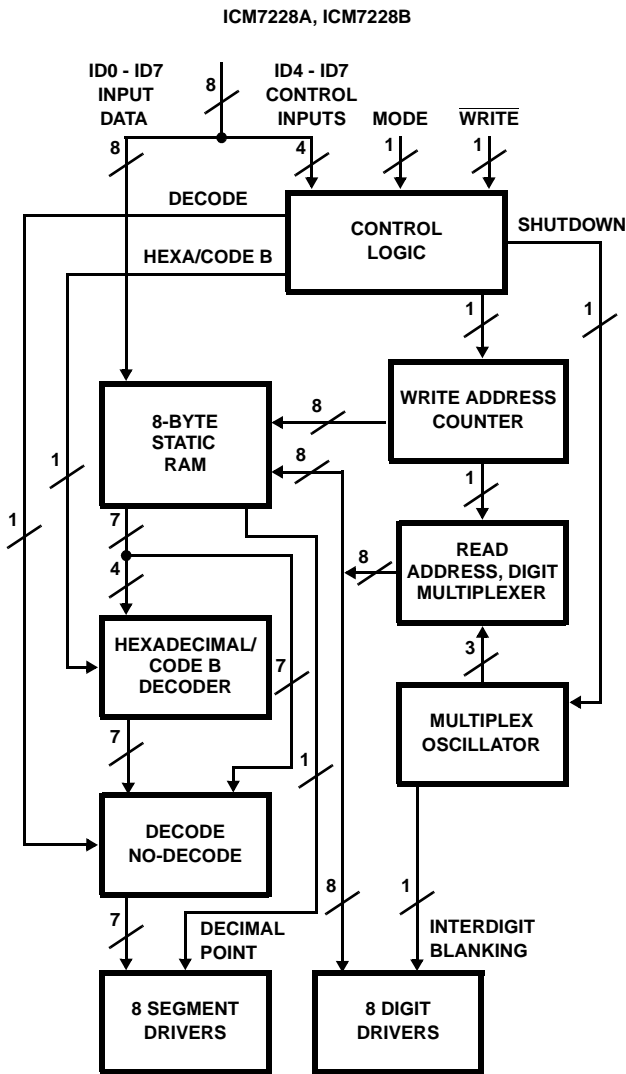 ICM7228A, ICM7228B
ID0 - ID7
INPUT
DATA
8
ID4 - ID7
CONTROL
INPUTS
MODE
WRITE
8
4
1
1
DECODE
HEXA/CODE B
CONTROL
LOGIC
SHUTDOWN
1
1
8-BYTE
STATIC
RAM
8
WRITE ADDRESS
COUNTER
8
1
1
1
7
4
8
READ
ADDRESS, DIGIT
MULTIPLEXER
HEXADECIMAL/
CODE B
DECODER
7
3
MULTIPLEX
OSCILLATOR
7
1
DECODE
NO-DECODE
7
DECIMAL
POINT
8
1
INTERDIGIT
BLANKING
8 SEGMENT
DRIVERS
8 DIGIT
DRIVERS